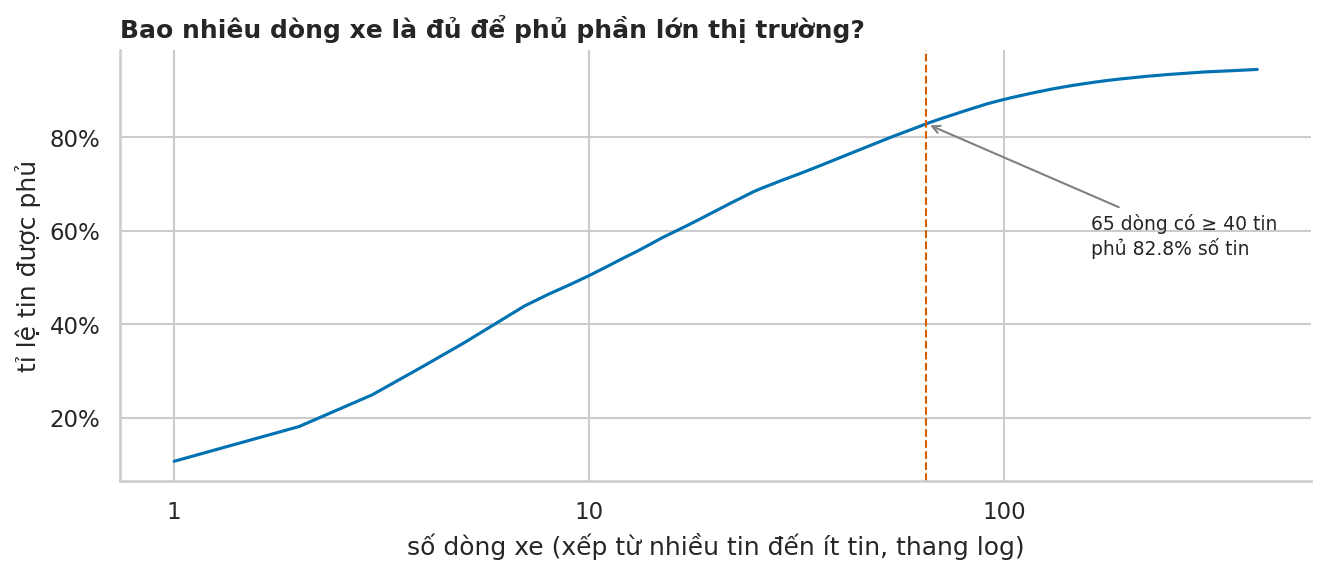 Bao nhiêu dòng xe là đủ để phủ phần lớn thị trường?
tỉ lệ tin được phủ
80%
60%
40%
20%
65 dòng có ≥ 40 tin
phủ 82.8% số tin
1
10
100
số dòng xe (xếp từ nhiều tin đến ít tin, thang log)